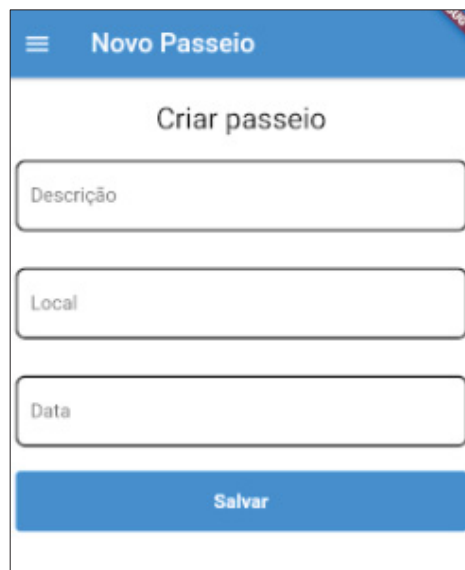 Novo Passeio
Criar passeio
Descrição
Local
Data
Salvar